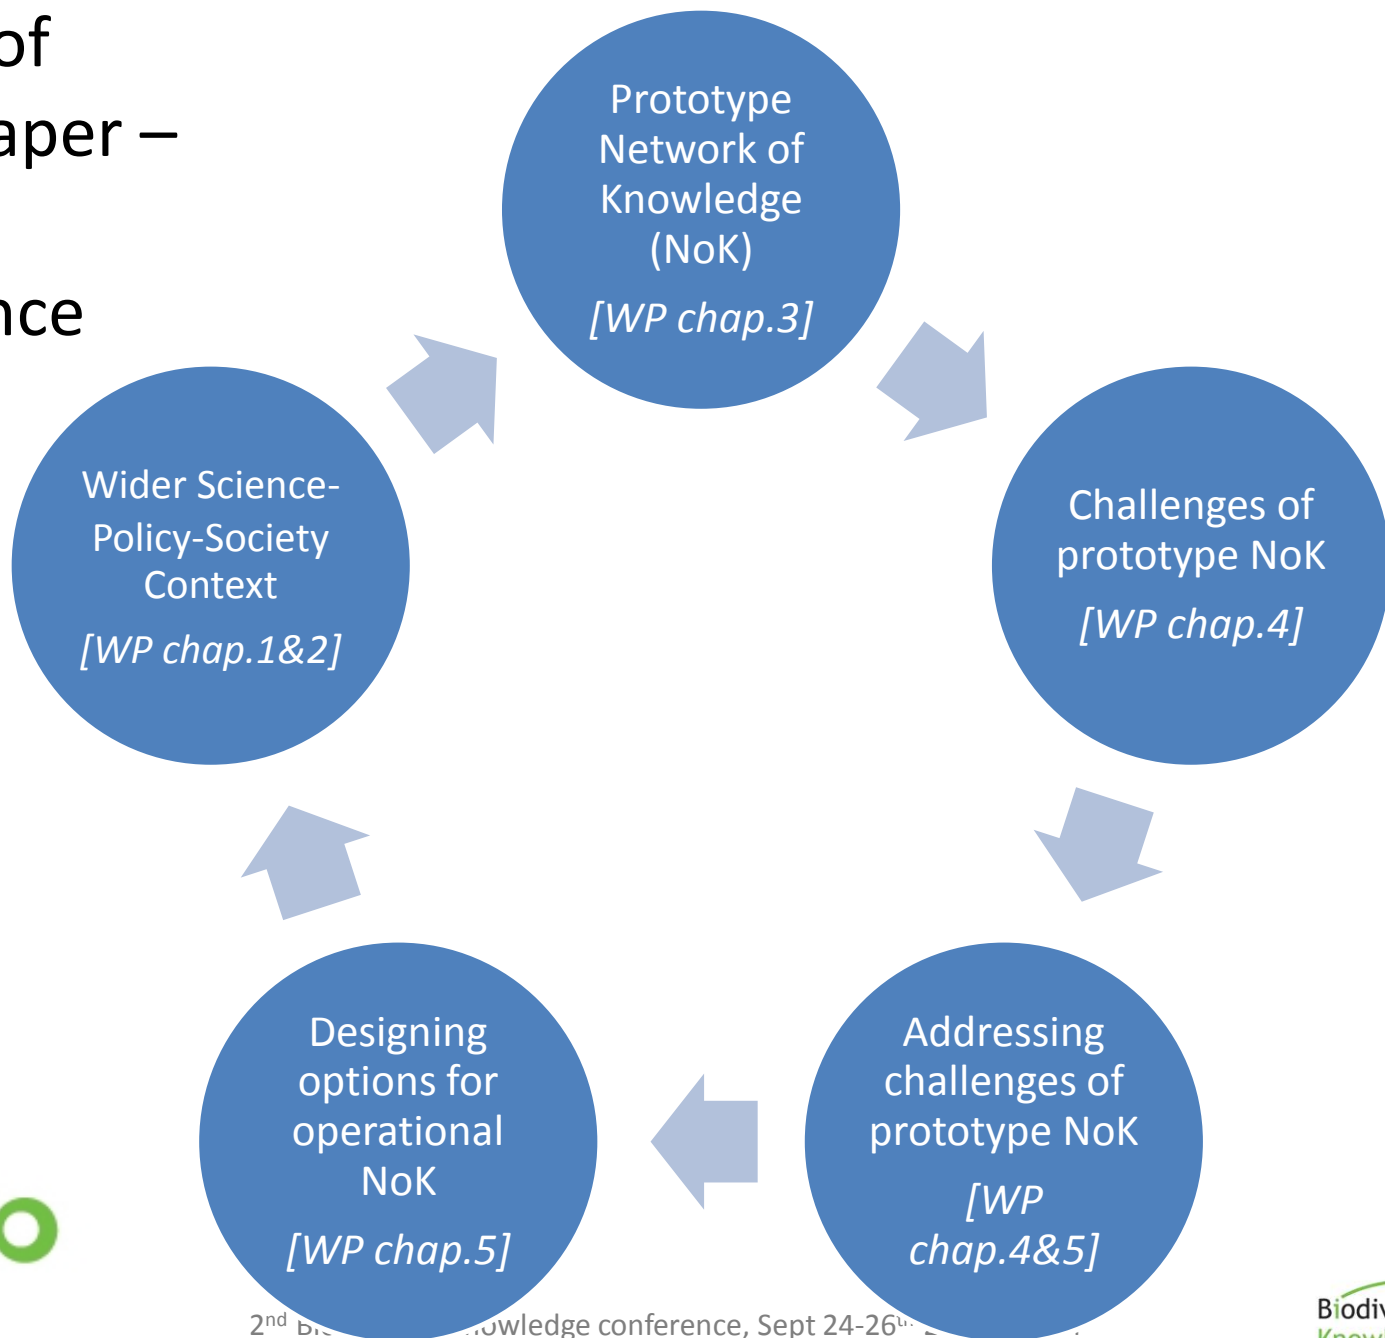 of
aper –
nce
Prototype
Network of
Knowledge
(NoK)
[WP chap.3]
Challenges of
prototype NoK
[WP chap.4]
Addressing
challenges of
prototype NoK
[WP
chap.4&5]
Designing
options for
operational
NoK
[WP chap.5]
Wider Science-
Policy-Society
Context
[WP chap.1&2]
2nd owledge conference, Sept 24-26
Biodiv